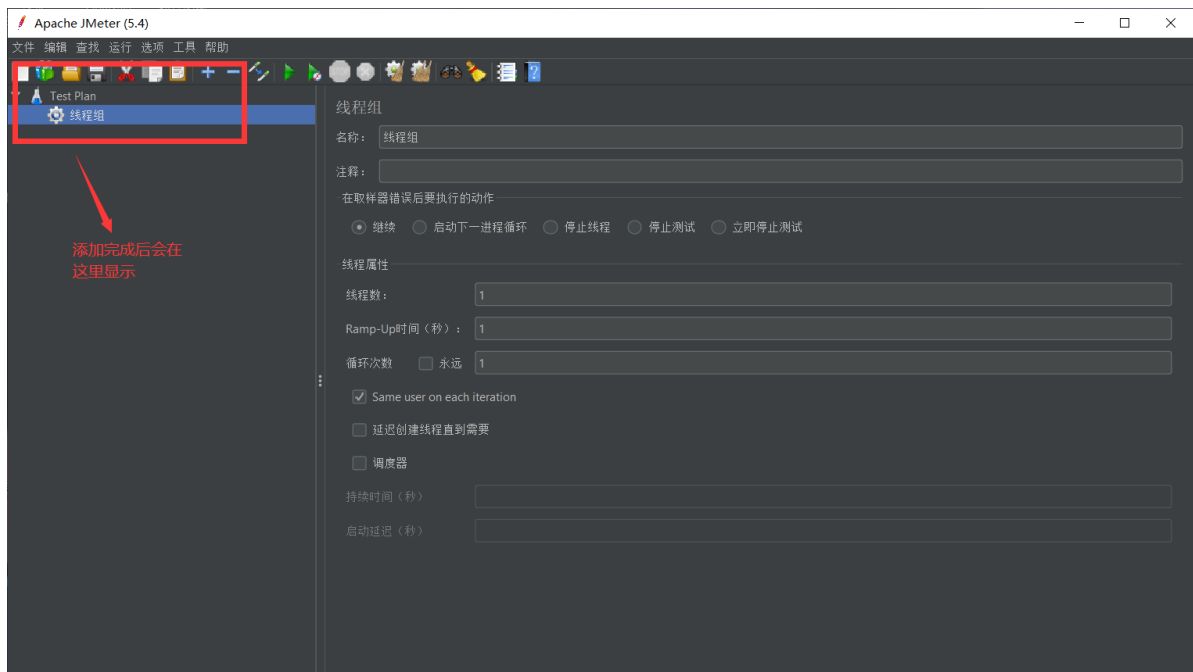 Apache JMeter (5.4)
文件 编辑 查找 运行 选项 工具 帮助
Test Plan
线程组
添加完成后会在
这里显示
线程组
名称： 线程组
注释：
在取样器错误后要执行的动作
继续 启动下一进程循环 停止线程 停止测试 立即停止测试
线程属性
线程数： 1
Ramp-Up时间（秒）： 1
循环次数 永远 1
Same user on each iteration
延迟创建线程直到需要
调度器
持续时间（秒）
启动延迟（秒）